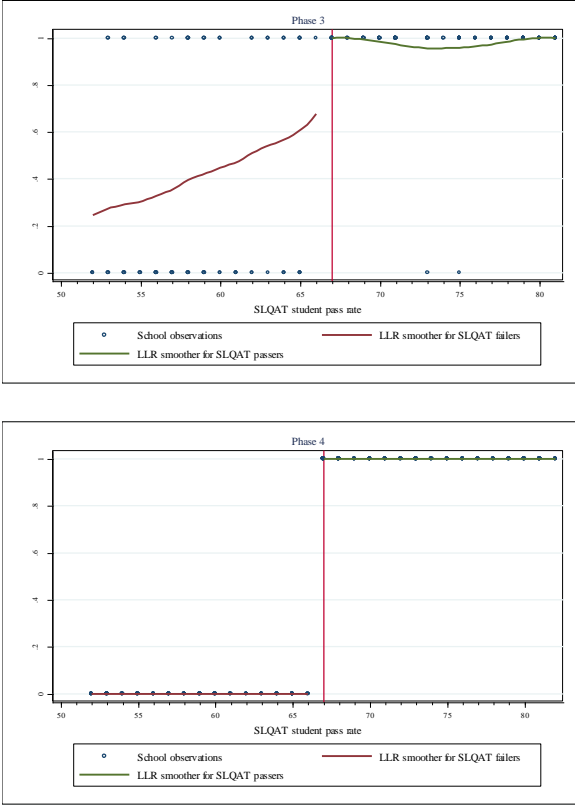 Phase 3
1
.8
.6
.4
.2
0
50 55 60 65 70 75 80
SLQAT student pass rate
School observations LLR smoother for SLQAT failers
LLR smoother for SLQAT passers
Phase 4
1
.8
.6
.4
.2
0
50 55 60 65 70 75 80
SLQAT student pass rate
School observations LLR smoother for SLQAT failers
LLR smoother for SLQAT passers